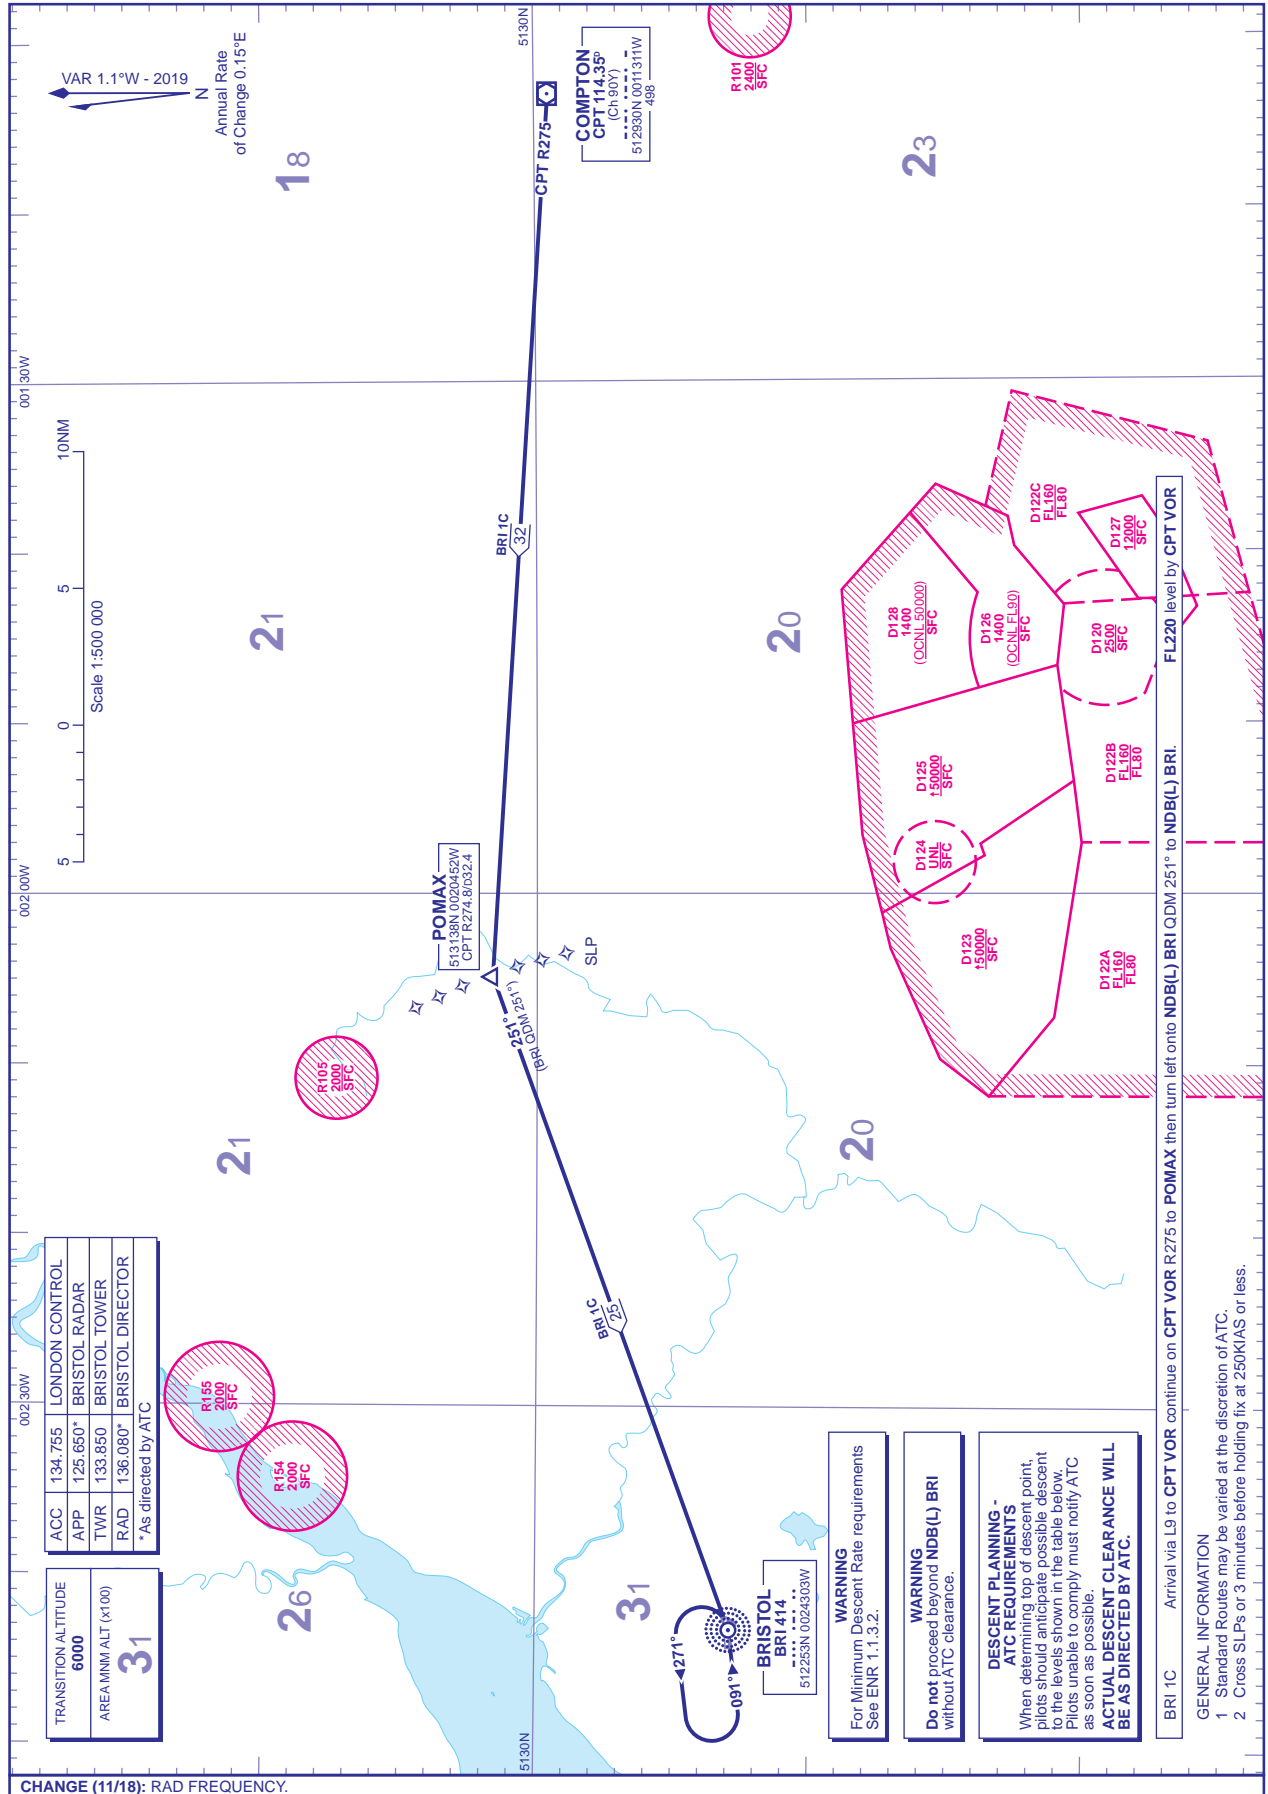 TRANSITION ALTITUDE
6000
AREA MNM ALT (x100)
31
ACC 134.755 LONDON CONTROL
APP 125.650* BRISTOL RADAR
TWR 133.850 BRISTOL TOWER
RAD 136.080* BRISTOL DIRECTOR
*As directed by ATC
00230W
00200W
00130W
5 0 5 10NM
Scale 1:500 000
VAR 1.1°W - 2019
N
Annual Rate
of Change 0.15°E
26
21
21
18
R155
2000
SFC
R154
2000
SFC
R105
2000
SFC
POMAX
513138N 0020452W
CPT R274.8/D32.4
SLP
251°
(BRI QDM 251°)
BRI 1C
32
BRI 1C
25
CPT R275
5130N
5130N
COMPTON
CPT 114.35D
(Ch 90Y)
512930N 0011311W
498
R101
2400
SFC
31
20
20
23
271°
091°
BRISTOL
BRI 414
512253N 0024303W
D128
1400
(OCNL 50000)
SFC
D126
1400
(OCNL FL90)
SFC
D125
↑50000
SFC
D124
UNL
SFC
D123
↑50000
SFC
D122A
FL160
FL80
D122B
FL160
FL80
D120
2500
SFC
D122C
FL160
FL80
D127
12000
SFC
WARNING
For Minimum Descent Rate requirements
See ENR 1.1.3.2.
WARNING
Do not proceed beyond NDB(L) BRI
without ATC clearance.
DESCENT PLANNING -
ATC REQUIREMENTS
When determining top of descent point,
pilots should anticipate possible descent
to the levels shown in the table below.
Pilots unable to comply must notify ATC
as soon as possible.
ACTUAL DESCENT CLEARANCE WILL
BE AS DIRECTED BY ATC.
BRI 1C Arrival via L9 to CPT VOR continue on CPT VOR R275 to POMAX then turn left onto NDB(L) BRI QDM 251° to NDB(L) BRI. FL220 level by CPT VOR
GENERAL INFORMATION
1 Standard Routes may be varied at the discretion of ATC.
2 Cross SLPs or 3 minutes before holding fix at 250KIAS or less.
CHANGE (11/18): RAD FREQUENCY.